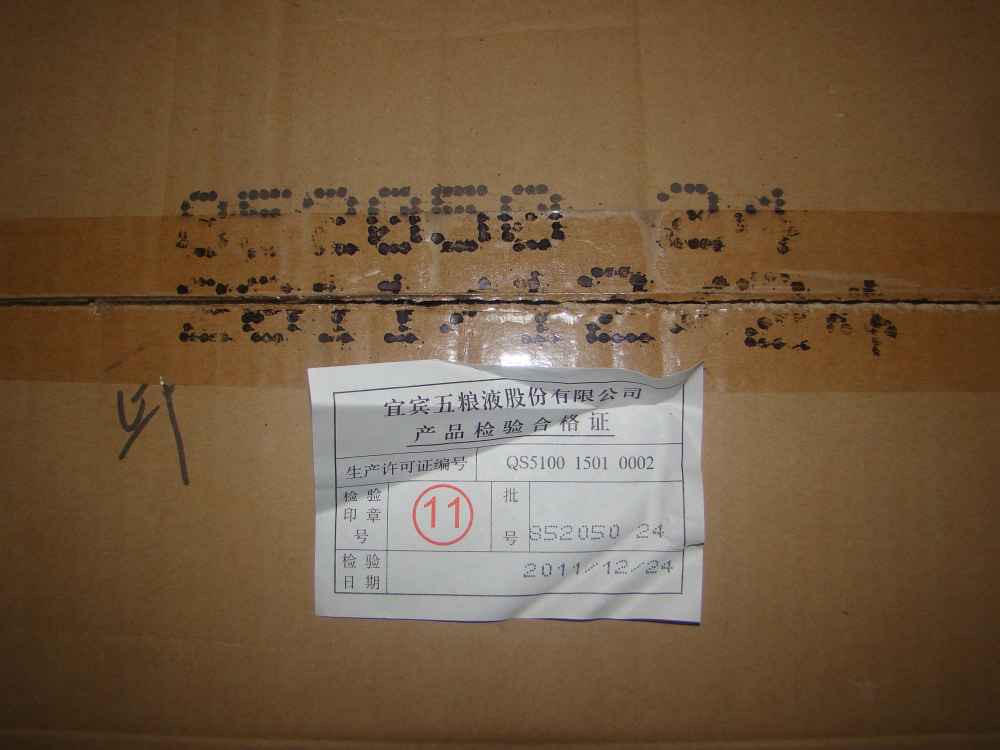 852050 24
宜宾五粮液股份有限公司
产品检验合格证
生产许可证编号 QS5100 1501 0002
检验印章号 11 批号 852050 24
检验日期 2011/12/24